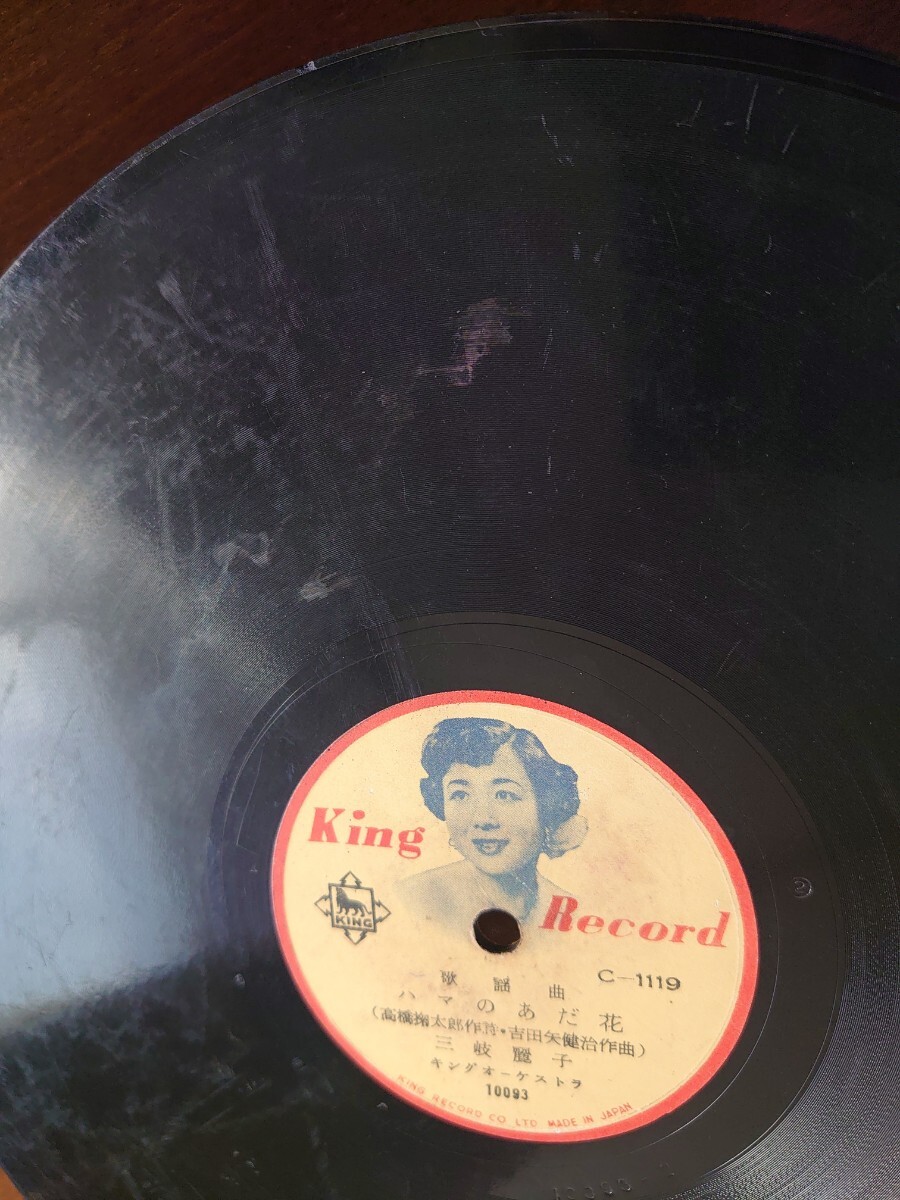 King
Record
KING
歌謡曲 C-1119
ハマのあだ花
(高橋掬太郎作詩・吉田矢健治作曲)
三岐麗子
キングオーケストラ
10093
KING RECORD CO LTD MADE IN JAPAN